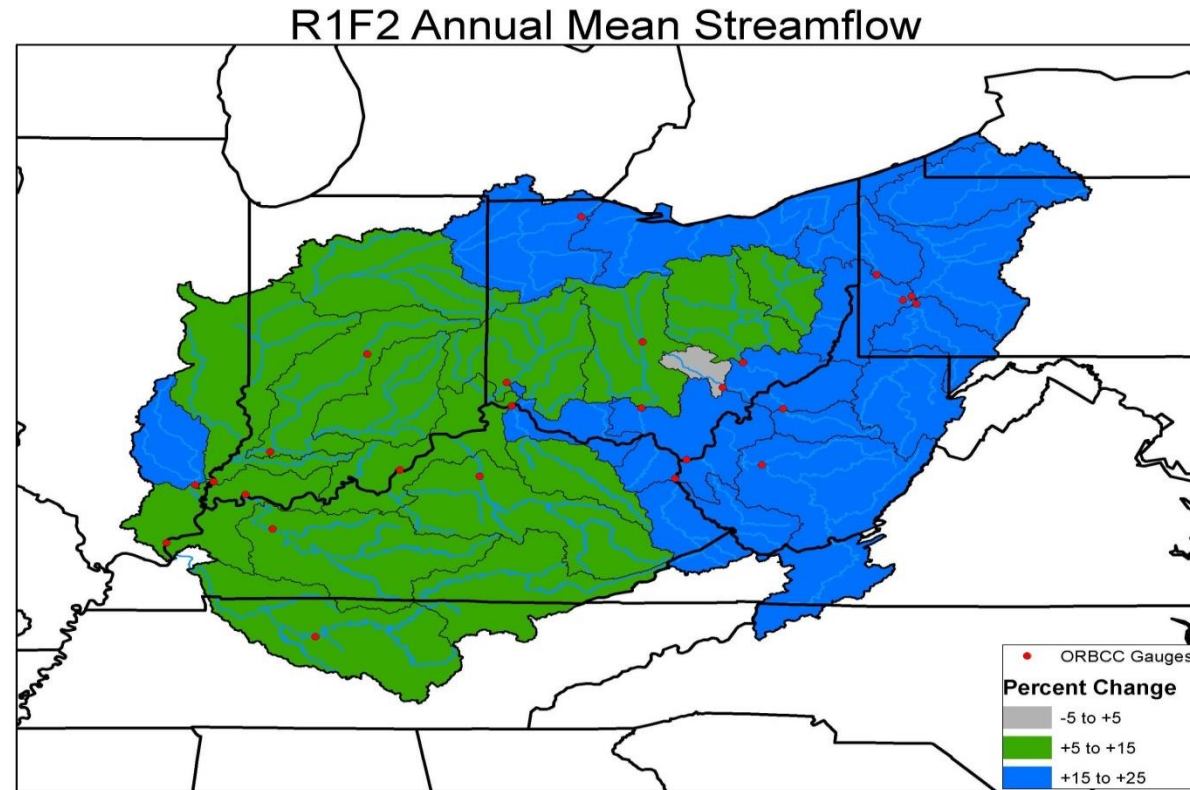 R1F2 Annual Mean Streamflow
ORBCC Gauges
Percent Change
-5 to +5
+5 to +15
+15 to +25